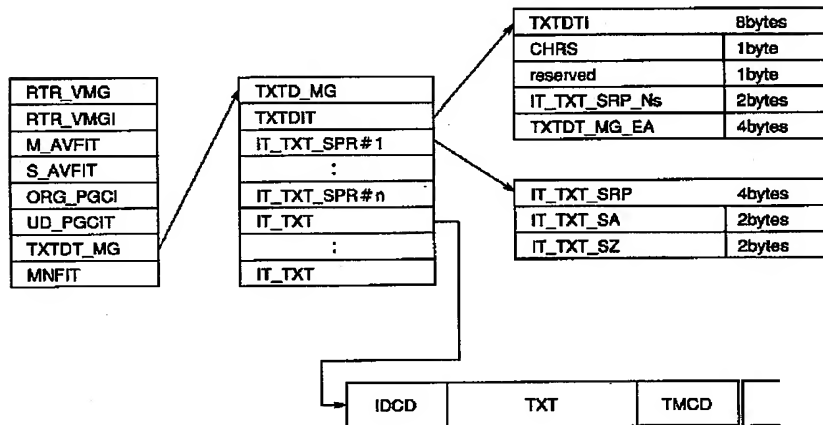 RTR_VMG
RTR_VMGI
M_AVFIT
S_AVFIT
ORG_PGCI
UD_PGCIT
TXTDT_MG
MNFIT
TXTD_MG
TXTDIT
IT_TXT_SPR#1
:
IT_TXT_SPR#n
IT_TXT
:
IT_TXT
TXTDTI 8bytes
CHRS 1byte
reserved 1byte
IT_TXT_SRP_Ns 2bytes
TXTDT_MG_EA 4bytes
IT_TXT_SRP 4bytes
IT_TXT_SA 2bytes
IT_TXT_SZ 2bytes
IDCD TXT TMCD